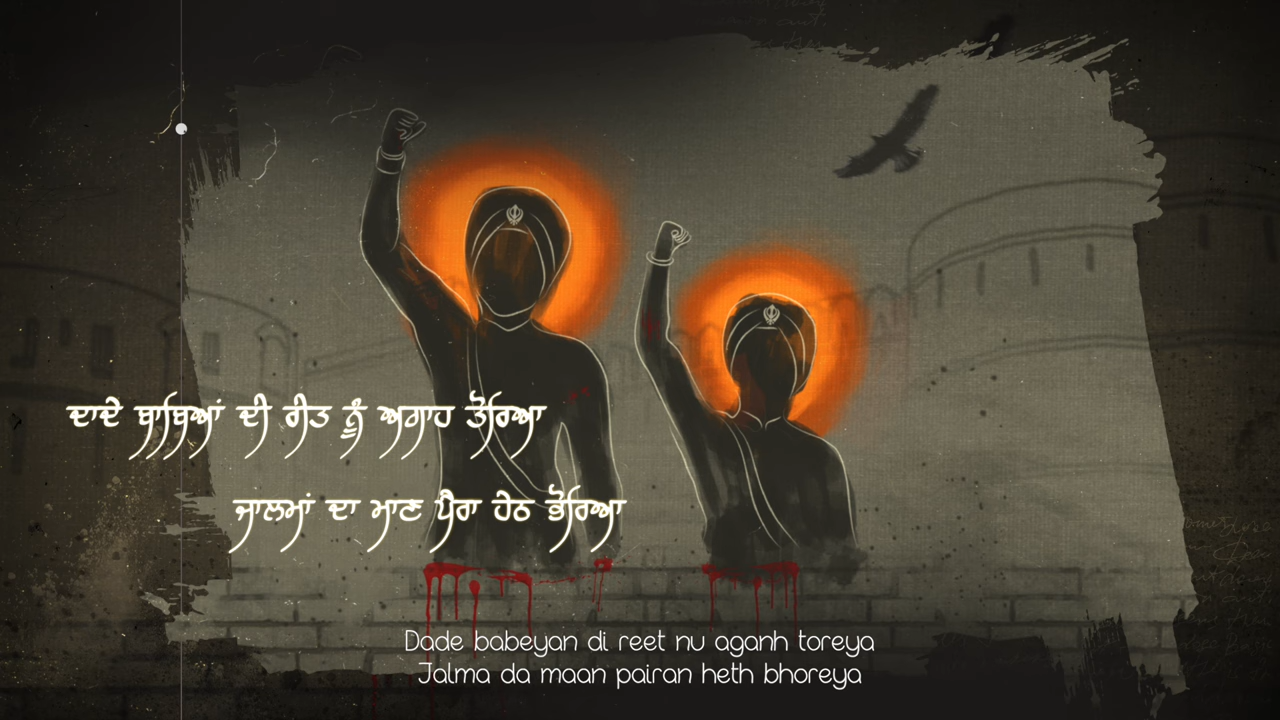 ਦਾਦੇ ਬਾਬਿਆਂ ਦੀ ਰੀਤ ਨੂੰ ਅਗਾਹ ਤੋਰਿਆ
ਜਾਲਮਾਂ ਦਾ ਮਾਣ ਪੈਰਾ ਹੇਠ ਭੋਰਿਆ
Dade babeyan di reet nu aganh toreya
Jalma da maan pairan heth bhoreya